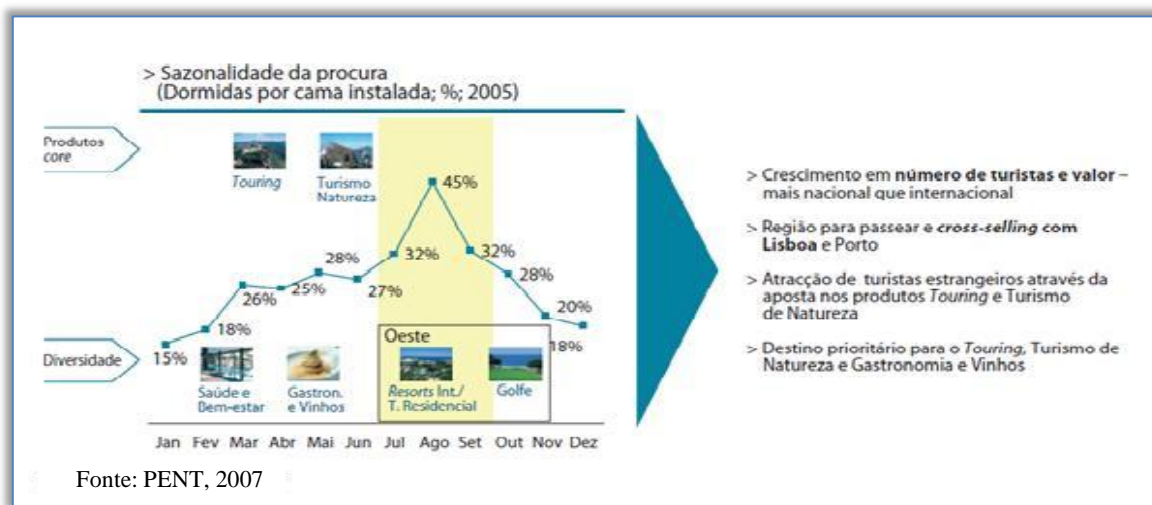 > Sazonalidade da procura
(Dormidas por cama instalada; %; 2005)
Produtos
core
Touring
Turismo
Natureza
45%
32%
32%
28%
28%
26%
25%
27%
20%
18%
18%
15%
Diversidade
Oeste
Saúde e
Bem-estar
Gastron.
e Vinhos
Resorts Int./
T. Residencial
Golfe
Jan Fev Mar Abr Mai Jun Jul Ago Set Out Nov Dez
> Crescimento em número de turistas e valor –
mais nacional que internacional
> Região para passear e cross-selling com
Lisboa e Porto
> Atracção de turistas estrangeiros através da
aposta nos produtos Touring e Turismo
de Natureza
> Destino prioritário para o Touring, Turismo de
Natureza e Gastronomia e Vinhos
Fonte: PENT, 2007